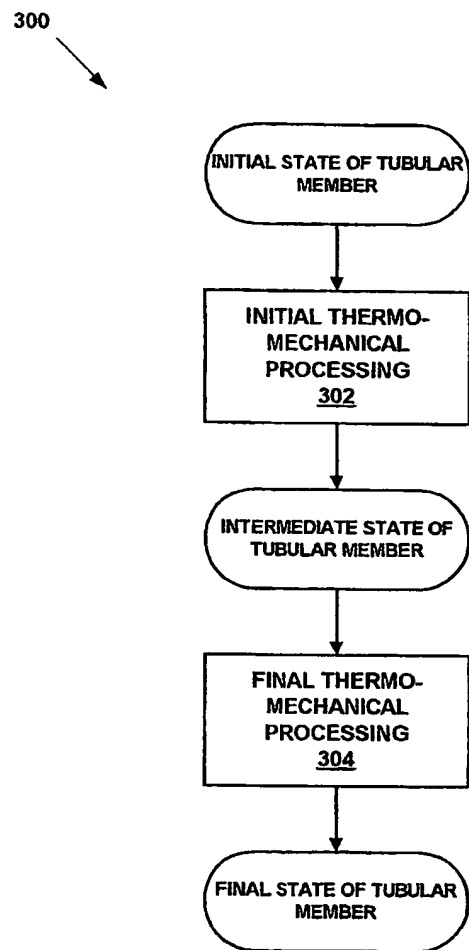 300
INITIAL STATE OF TUBULAR
MEMBER
INITIAL THERMO-
MECHANICAL
PROCESSING
302
INTERMEDIATE STATE OF
TUBULAR MEMBER
FINAL THERMO-
MECHANICAL
PROCESSING
304
FINAL STATE OF TUBULAR
MEMBER